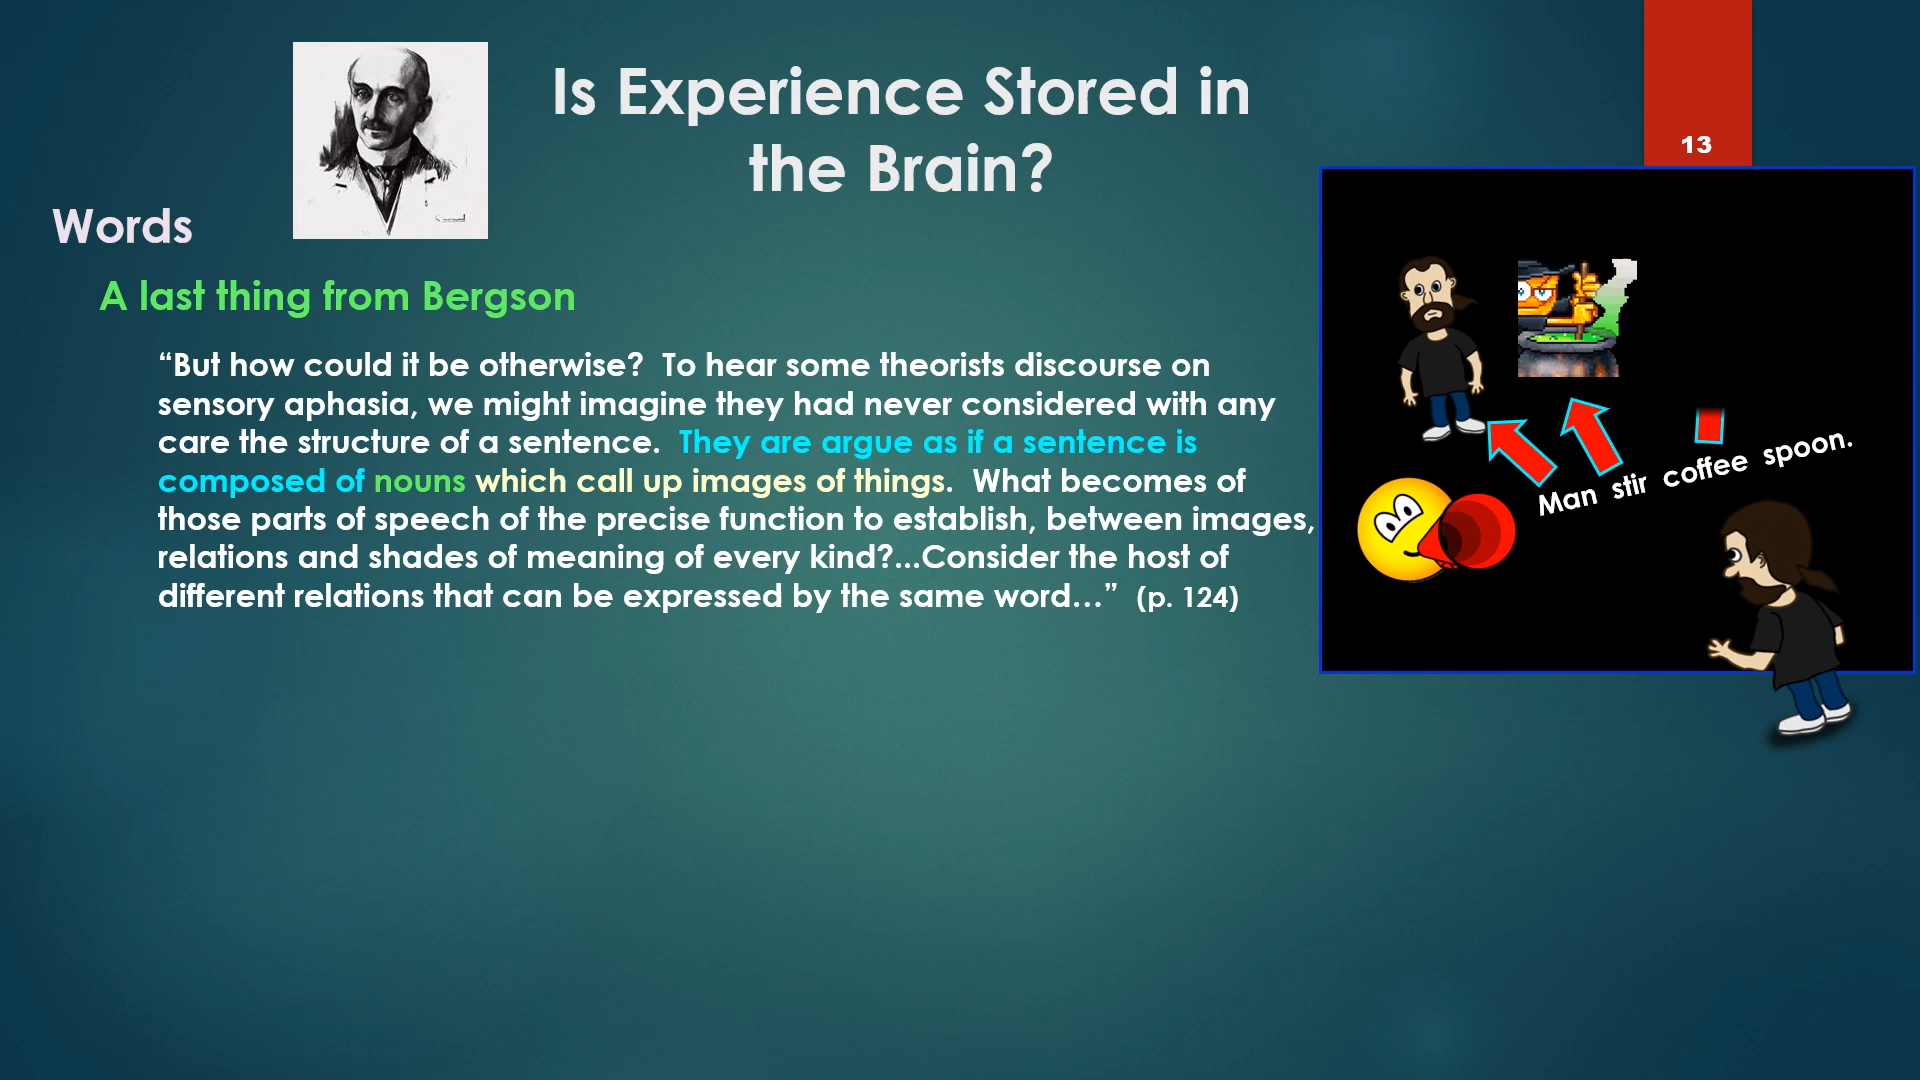 Is Experience Stored in
the Brain?
13
Words
A last thing from Bergson
“But how could it be otherwise?  To hear some theorists discourse on
sensory aphasia, we might imagine they had never considered with any
care the structure of a sentence.  They are argue as if a sentence is
composed of nouns which call up images of things.  What becomes of
those parts of speech of the precise function to establish, between images,
relations and shades of meaning of every kind?...Consider the host of
different relations that can be expressed by the same word…”  (p. 124)
Man stir coffee spoon.